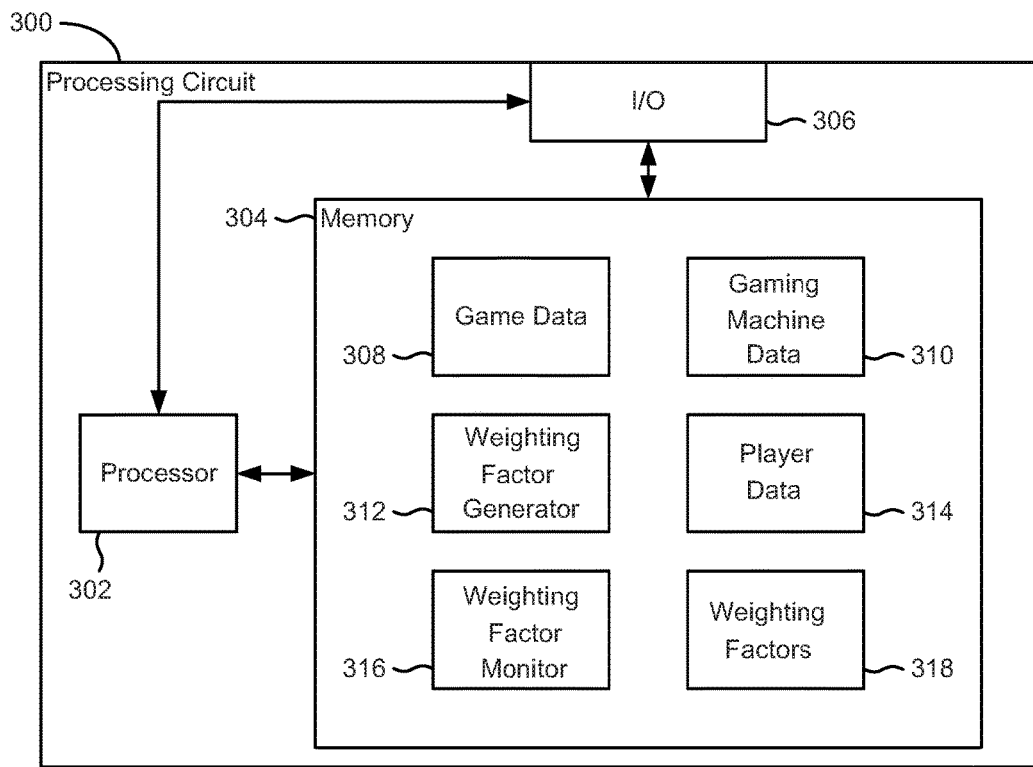 300
Processing Circuit
I/O
306
304
Memory
Game Data
308
Gaming
Machine
Data
310
Processor
302
Weighting
Factor
Generator
312
Player
Data
314
Weighting
Factor
Monitor
316
Weighting
Factors
318